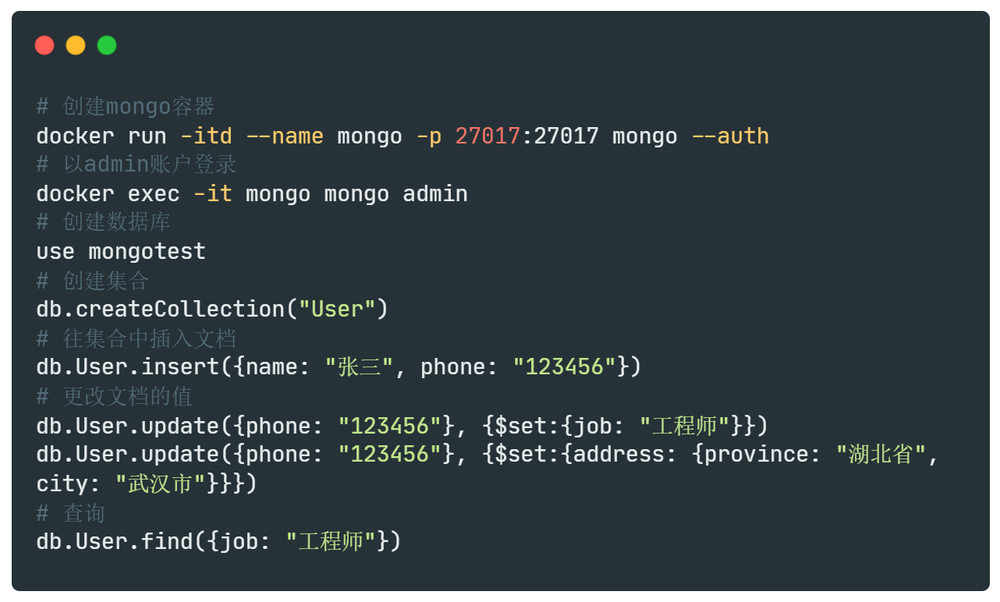 # 创建mongo容器
docker run -itd --name mongo -p 27017:27017 mongo --auth
# 以admin账户登录
docker exec -it mongo mongo admin
# 创建数据库
use mongotest
# 创建集合
db.createCollection("User")
# 往集合中插入文档
db.User.insert({name: "张三", phone: "123456"})
# 更改文档的值
db.User.update({phone: "123456"}, {$set:{job: "工程师"}})
db.User.update({phone: "123456"}, {$set:{address: {province: "湖北省",
city: "武汉市"}}})
# 查询
db.User.find({job: "工程师"})